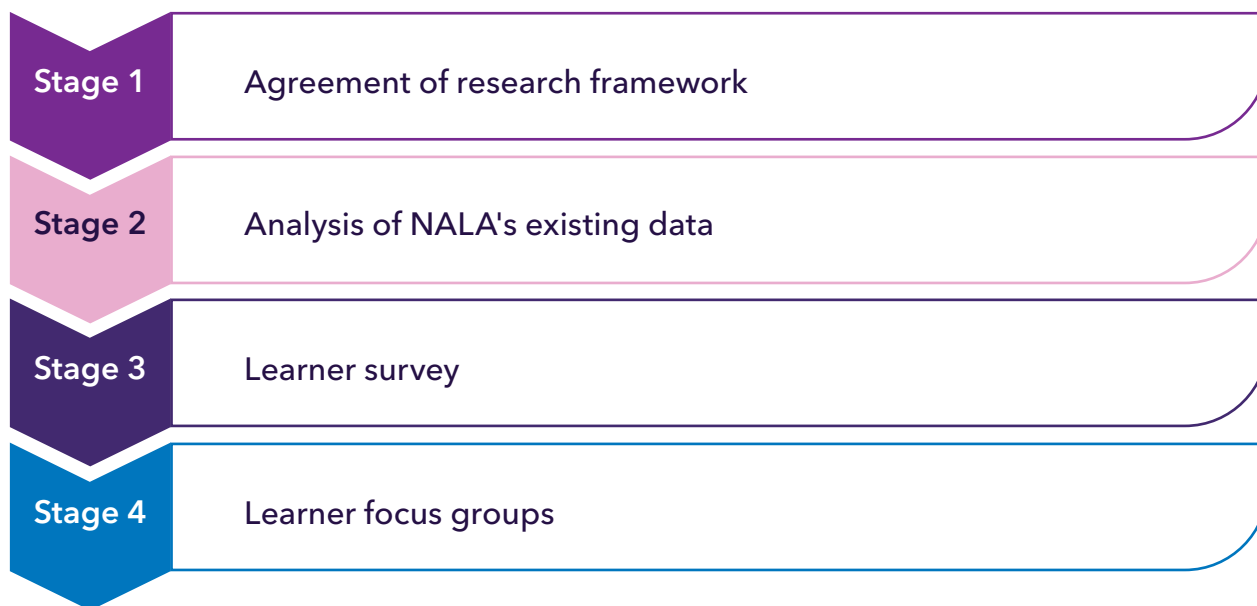 Stage 1
Agreement of research framework
Stage 2
Analysis of NALA's existing data
Stage 3
Learner survey
Stage 4
Learner focus groups